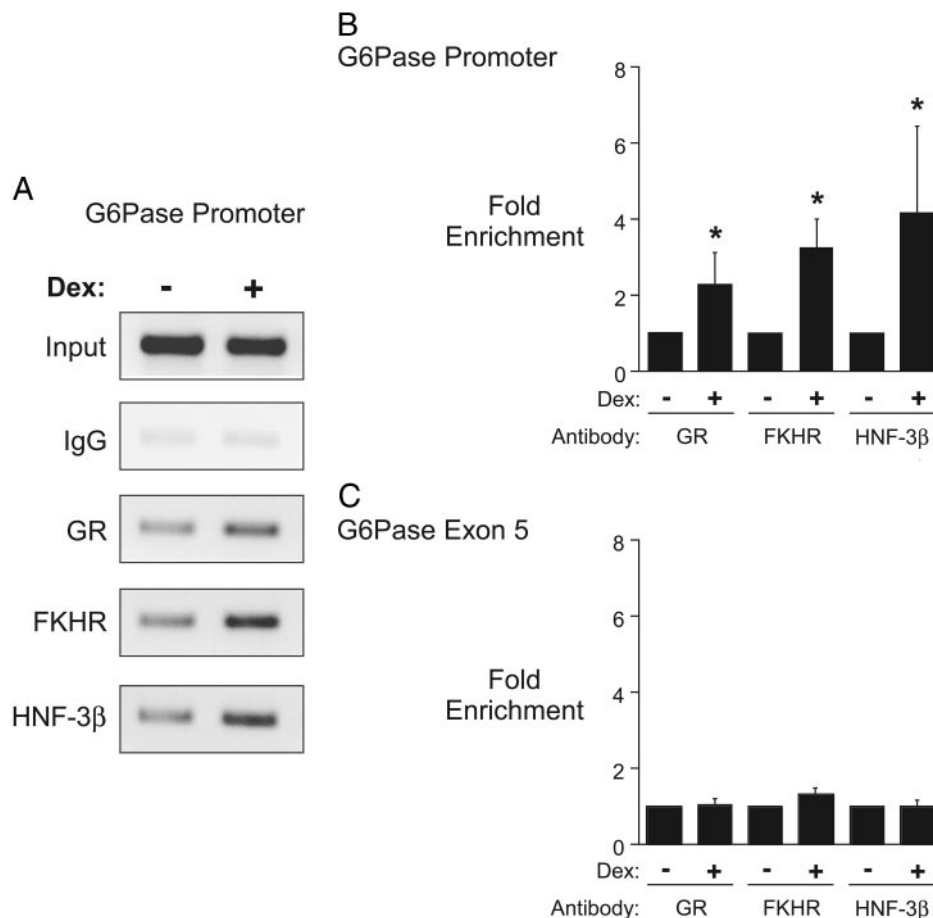 A
G6Pase Promoter
Dex: - +
Input
IgG
GR
FKHR
HNF-3β
B
G6Pase Promoter
8
6
4
2
0
Fold
Enrichment
* * *
Dex: - + - + - +
Antibody: GR FKHR HNF-3β
C
G6Pase Exon 5
8
6
4
2
0
Fold
Enrichment
Dex: - + - + - +
Antibody: GR FKHR HNF-3β